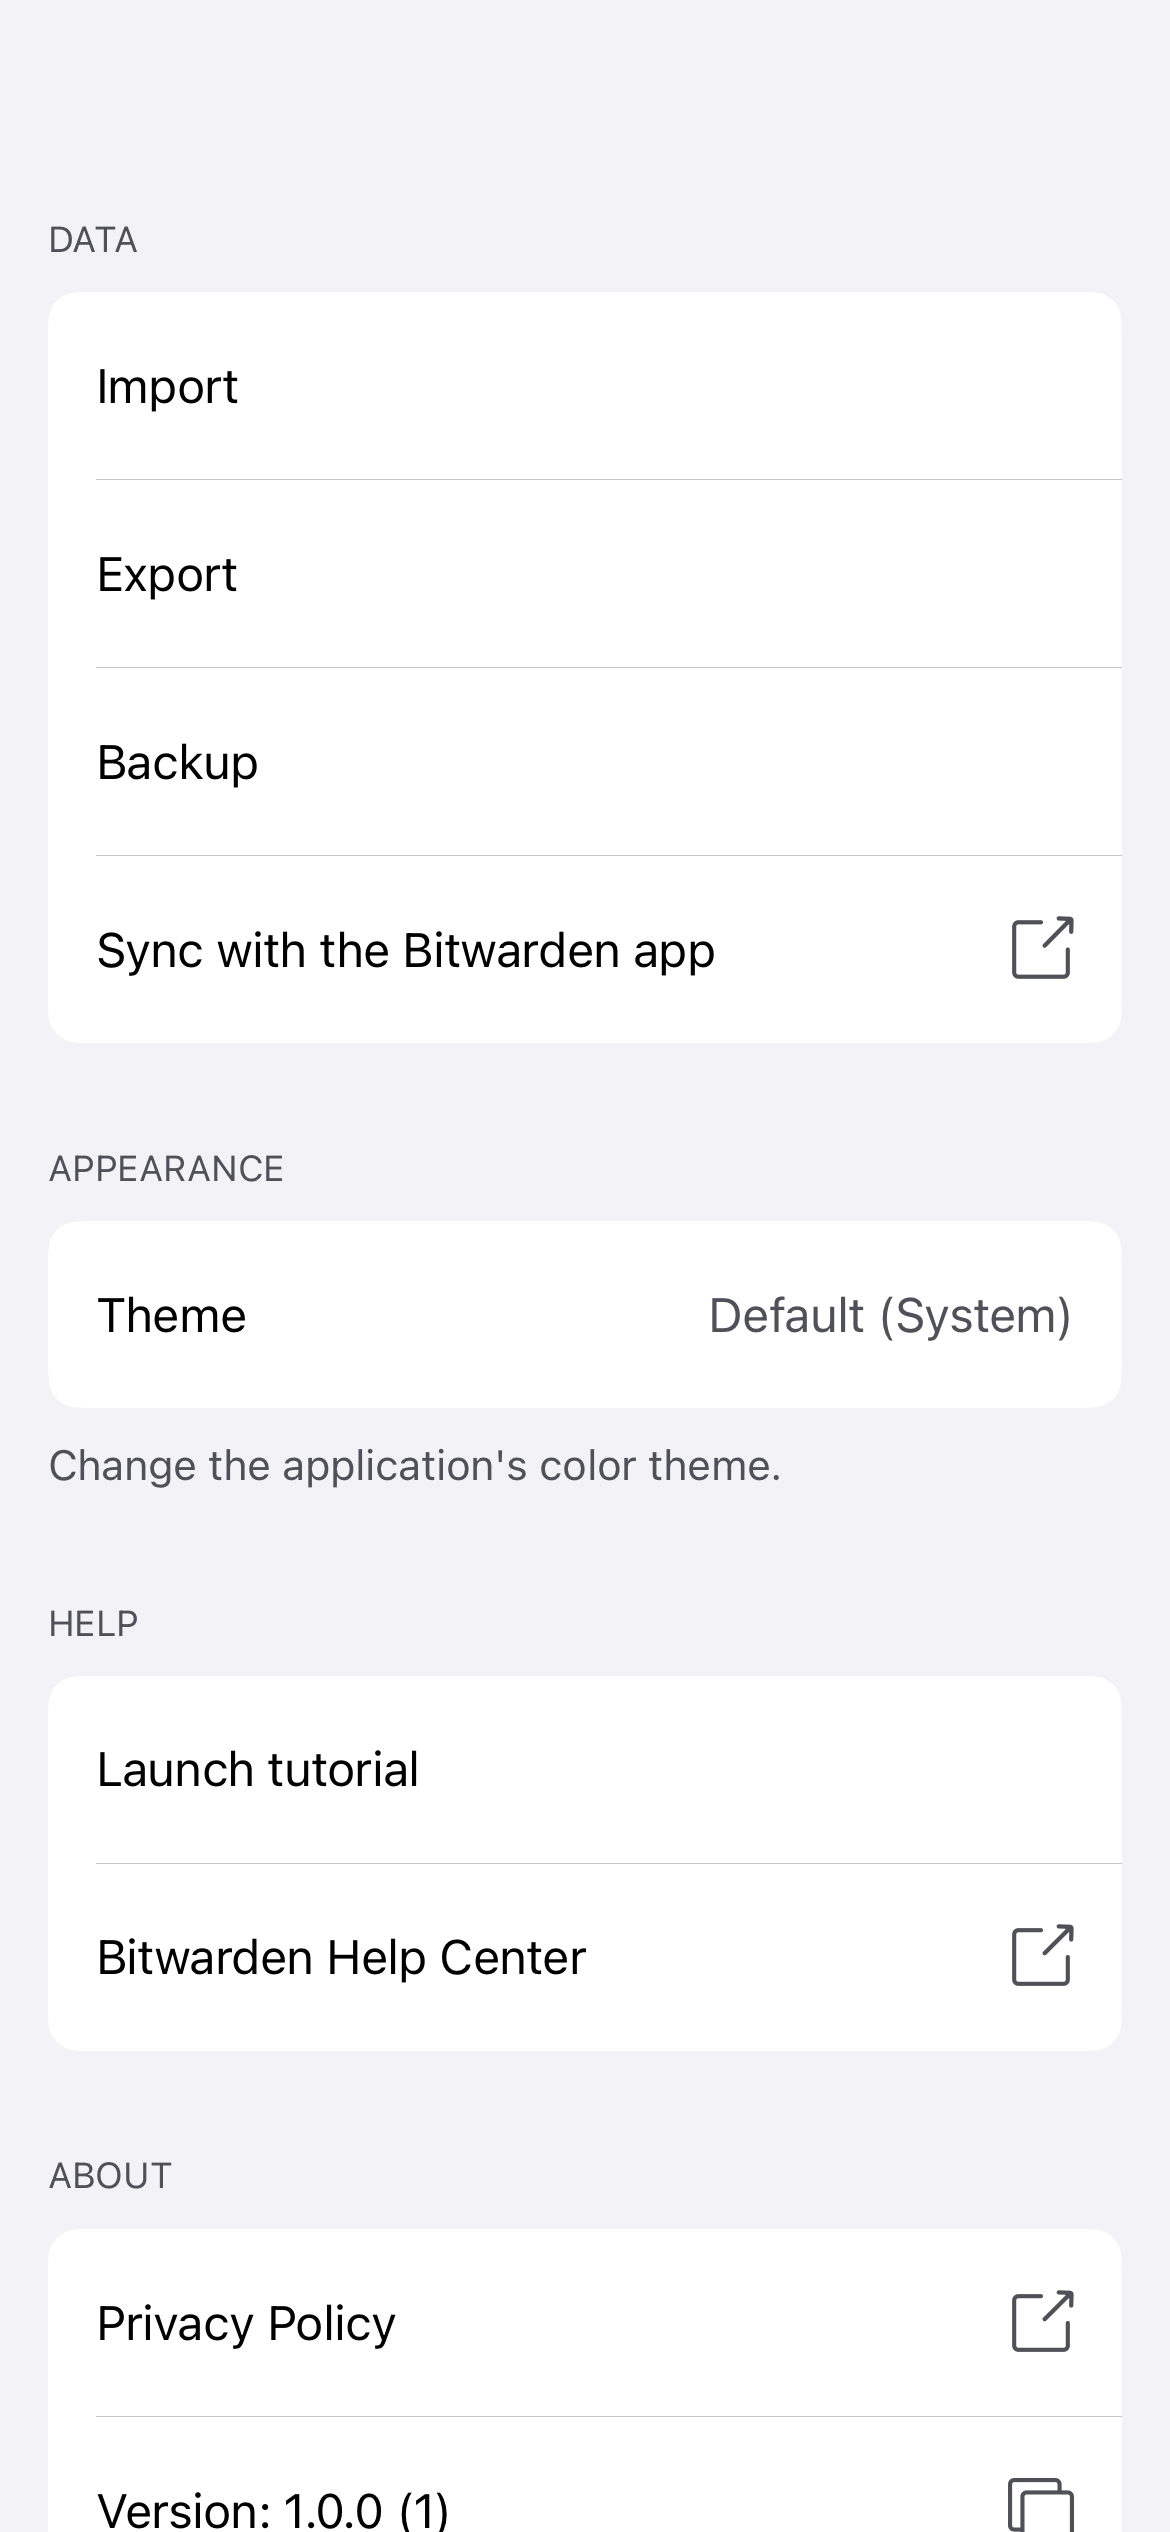 DATA
Import
Export
Backup
Sync with the Bitwarden app
APPEARANCE
Theme Default (System)
Change the application's color theme.
HELP
Launch tutorial
Bitwarden Help Center
ABOUT
Privacy Policy
Version: 1.0.0 (1)